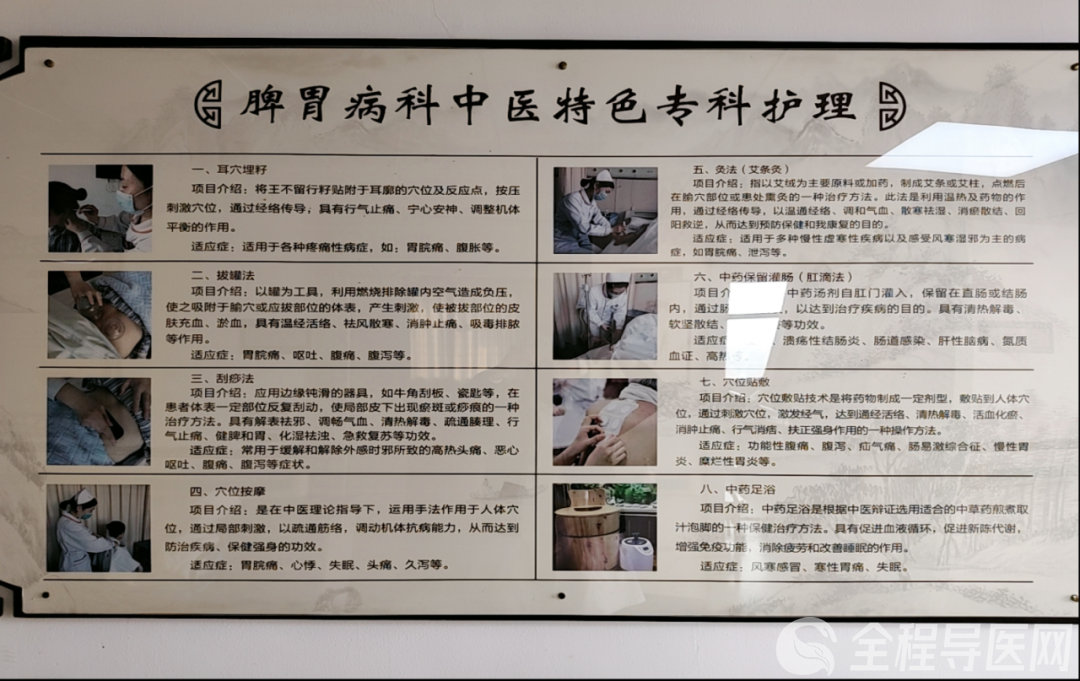 脾胃病科中医特色专科护理
一、耳穴埋籽
项目介绍：将王不留行籽贴附于耳廓的穴位及反应点，按压
刺激穴位，通过经络传导，具有行气止痛、宁心安神、调整机体
平衡的作用。
适应症：适用于各种疼痛性病症，如：胃脘痛、腹胀等。
二、拔罐法
项目介绍：以罐为工具，利用燃烧排除罐内空气造成负压，
使之吸附于腧穴或应拔部位的体表，产生刺激，使被拔部位的皮
肤充血、淤血，具有温经活络、祛风散寒、消肿止痛、吸毒排脓
等作用。
适应症：胃脘痛、呕吐、腹痛、腹泻等。
三、刮痧法
项目介绍：应用边缘钝滑的器具，如牛角刮板、瓷匙等，在
患者体表一定部位反复刮动，使局部皮下出现瘀斑或痧痕的一种
治疗方法。具有解表祛邪、调畅气血、清热解毒、疏通腠理、行
气止痛、健脾和胃、化湿祛浊、急救复苏等功效。
适应症：常用于缓解和解除外感时邪所致的高热头痛、恶心
呕吐、腹痛、腹泻等症状。
四、穴位按摩
项目介绍：是在中医理论指导下，运用手法作用于人体穴
位，通过局部刺激，以疏通筋络，调动机体抗病能力，从而达到
防治疾病、保健强身的功效。
适应症：胃脘痛、心悸、失眠、头痛、久泻等。
五、灸法（艾条灸）
项目介绍：指以艾绒为主要原料或加药，制成艾条或艾柱，点燃后
在腧穴部位或患处熏灸的一种治疗方法。此法是利用温热及药物的作
用，通过经络传导，以温通经络、调和气血、散寒祛湿、消瘀散结、回
阳救逆，从而达到预防保健和我康复的目的。
适应症：适用于多种慢性虚寒性疾病以及感受风寒湿邪为主的病
症，如胃脘痛、泄泻等。
六、中药保留灌肠（肛滴法）
项目介 中药汤剂自肛门灌入，保留在直肠或结肠
内，通过 ，以达到治疗疾病的目的。具有清热解毒、
软坚散结、 等功效。
适应症 、溃疡性结肠炎、肠道感染、肝性脑病、氮质
血证、高热
七、穴位贴敷
项目介绍：穴位敷贴技术是将药物制成一定剂型，敷贴到人体穴
位，通过刺激穴位，激发经气，达到通经活络、清热解毒、活血化瘀、
消肿止痛、行气消痞、扶正强身作用的一种操作方法。
适应症：功能性腹痛、腹泻、疝气痛、肠易激综合征、慢性胃
炎、糜烂性胃炎等。
八、中药足浴
项目介绍：中药足浴是根据中医辩证选用适合的中草药煎煮取
汁泡脚的一种保健治疗方法。具有促进血液循环，促进新陈代谢，
增强免疫功能，消除疲劳和改善睡眠的作用。
适应症：风寒感冒、寒性胃痛、失眠。
全程导医网